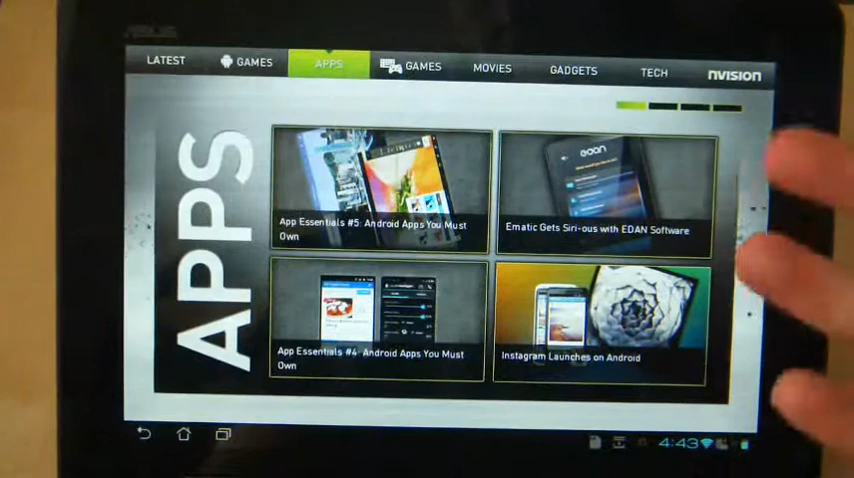 ASUS
LATEST
GAMES
APPS
GAMES
MOVIES
GADGETS
TECH
NVISION
APPS
App Essentials #5: Android Apps You Must
Own
EDAN
Ematic Gets Siri-ous with EDAN Software
App Essentials #4: Android Apps You Must
Own
Instagram Launches on Android
4:43